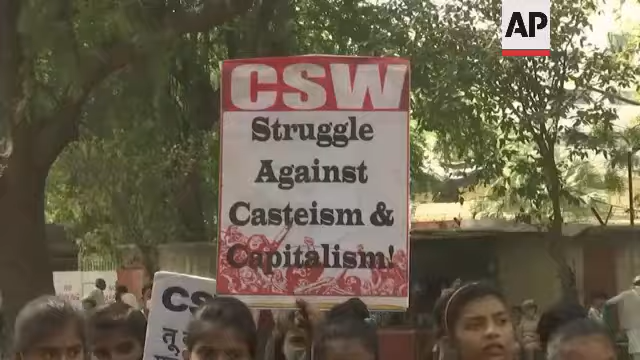 AP
CSW
Struggle
Against
Casteism &
Capitalism!
CS